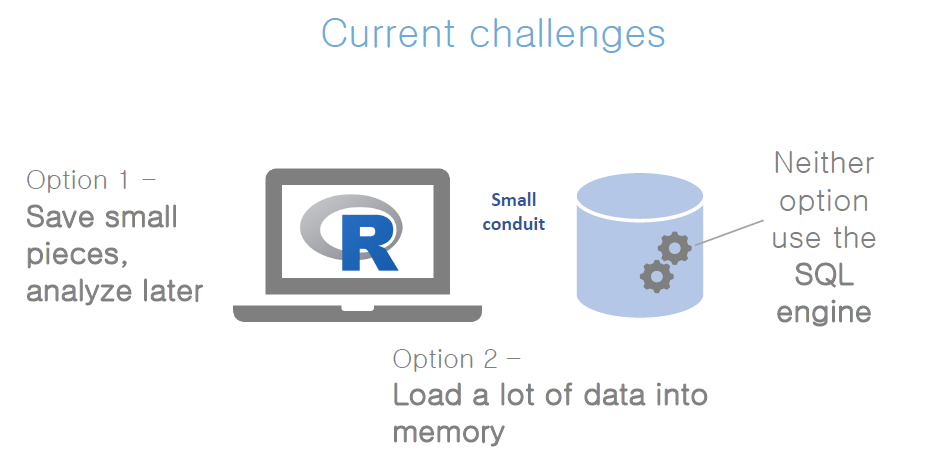 Current challenges
Option 1 –
Save small
pieces,
analyze later
R
Small
conduit
Neither
option
use the
SQL
engine
Option 2 –
Load a lot of data into
memory